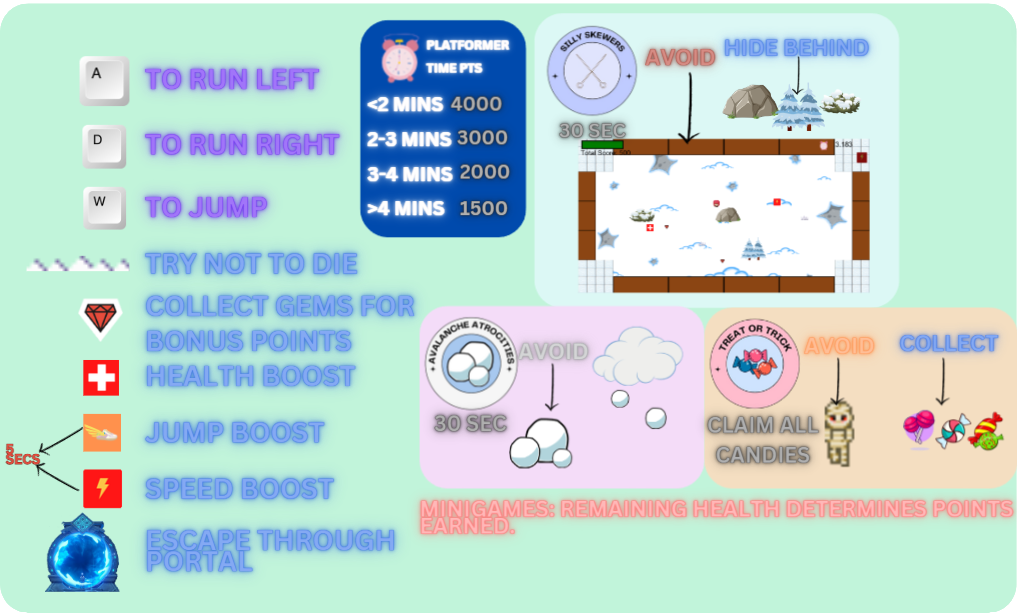 A
TO RUN LEFT
D
TO RUN RIGHT
W
TO JUMP
TRY NOT TO DIE
COLLECT GEMS FOR
BONUS POINTS
HEALTH BOOST
JUMP BOOST
5
SECS
SPEED BOOST
ESCAPE THROUGH
PORTAL
PLATFORMER
TIME PTS
<2 MINS 4000
2-3 MINS 3000
3-4 MINS 2000
>4 MINS 1500
SILLY SKEWERS
30 SEC
AVOID
HIDE BEHIND
3.183
AVALANCHE ATROCITIES
30 SEC
AVOID
TREAT OR TRICK
CLAIM ALL
CANDIES
AVOID
COLLECT
MINIGAMES: REMAINING HEALTH DETERMINES POINTS
EARNED.